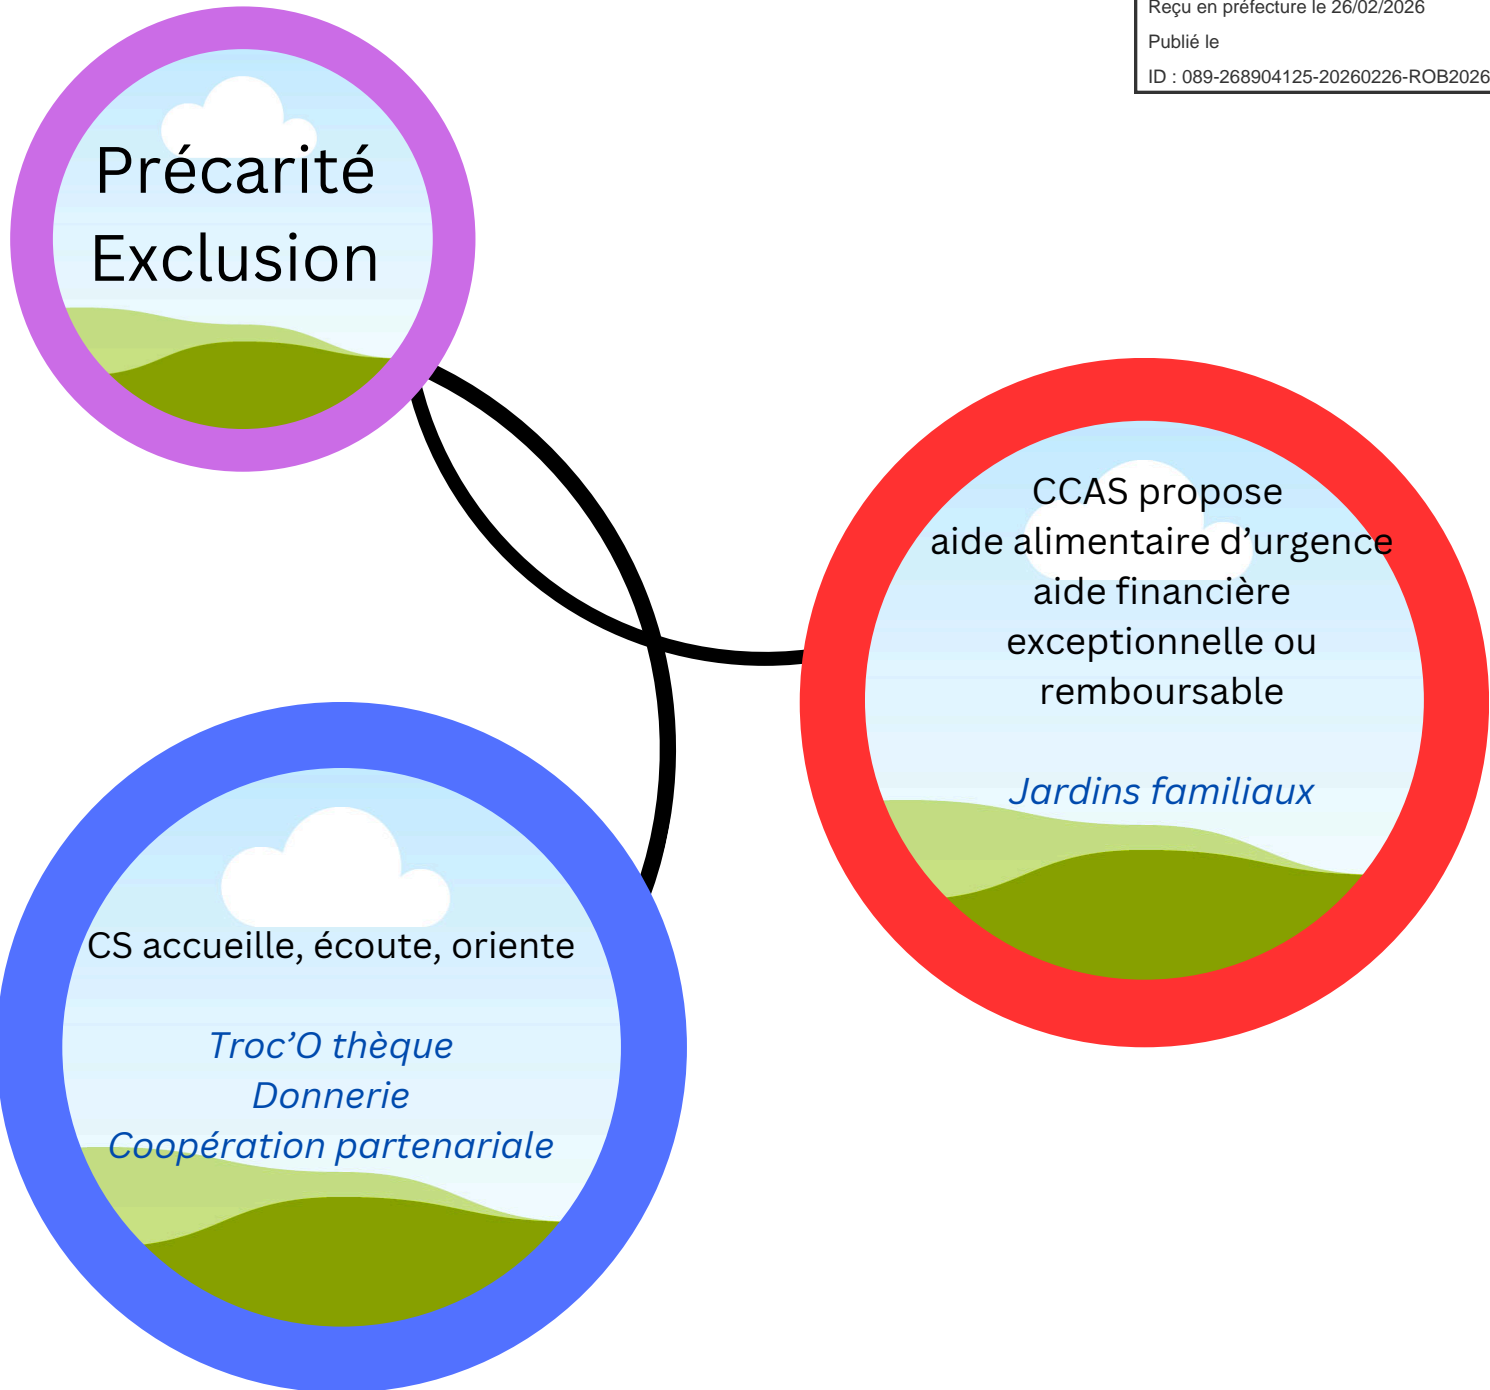 Reçu en préfecture le 26/02/2026
Publié le
ID : 089-268904125-20260226-ROB2026
Précarité
Exclusion
CCAS propose
aide alimentaire d’urgence
aide financière
exceptionnelle ou
remboursable
Jardins familiaux
CS accueille, écoute, oriente
Troc’O thèque
Donnerie
Coopération partenariale